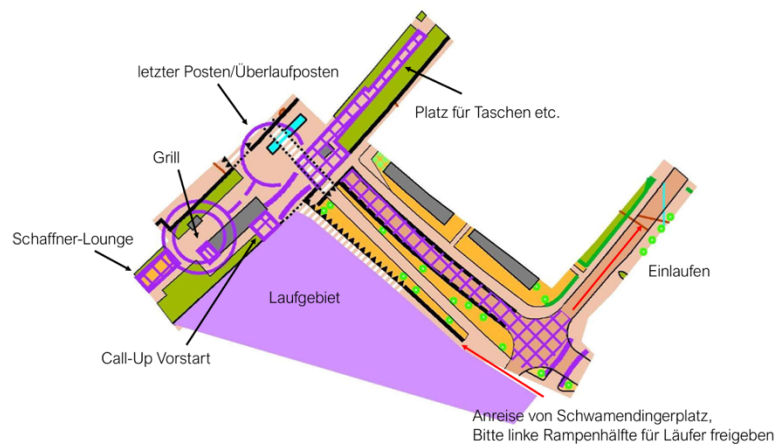 letzter Posten/Überlaufposten
Platz für Taschen etc.
Grill
Schaffner-Lounge
Einlaufen
Laufgebiet
Call-Up Vorstart
Anreise von Schwamendingerplatz,
Bitte linke Rampenhälfte für Läufer freigeben